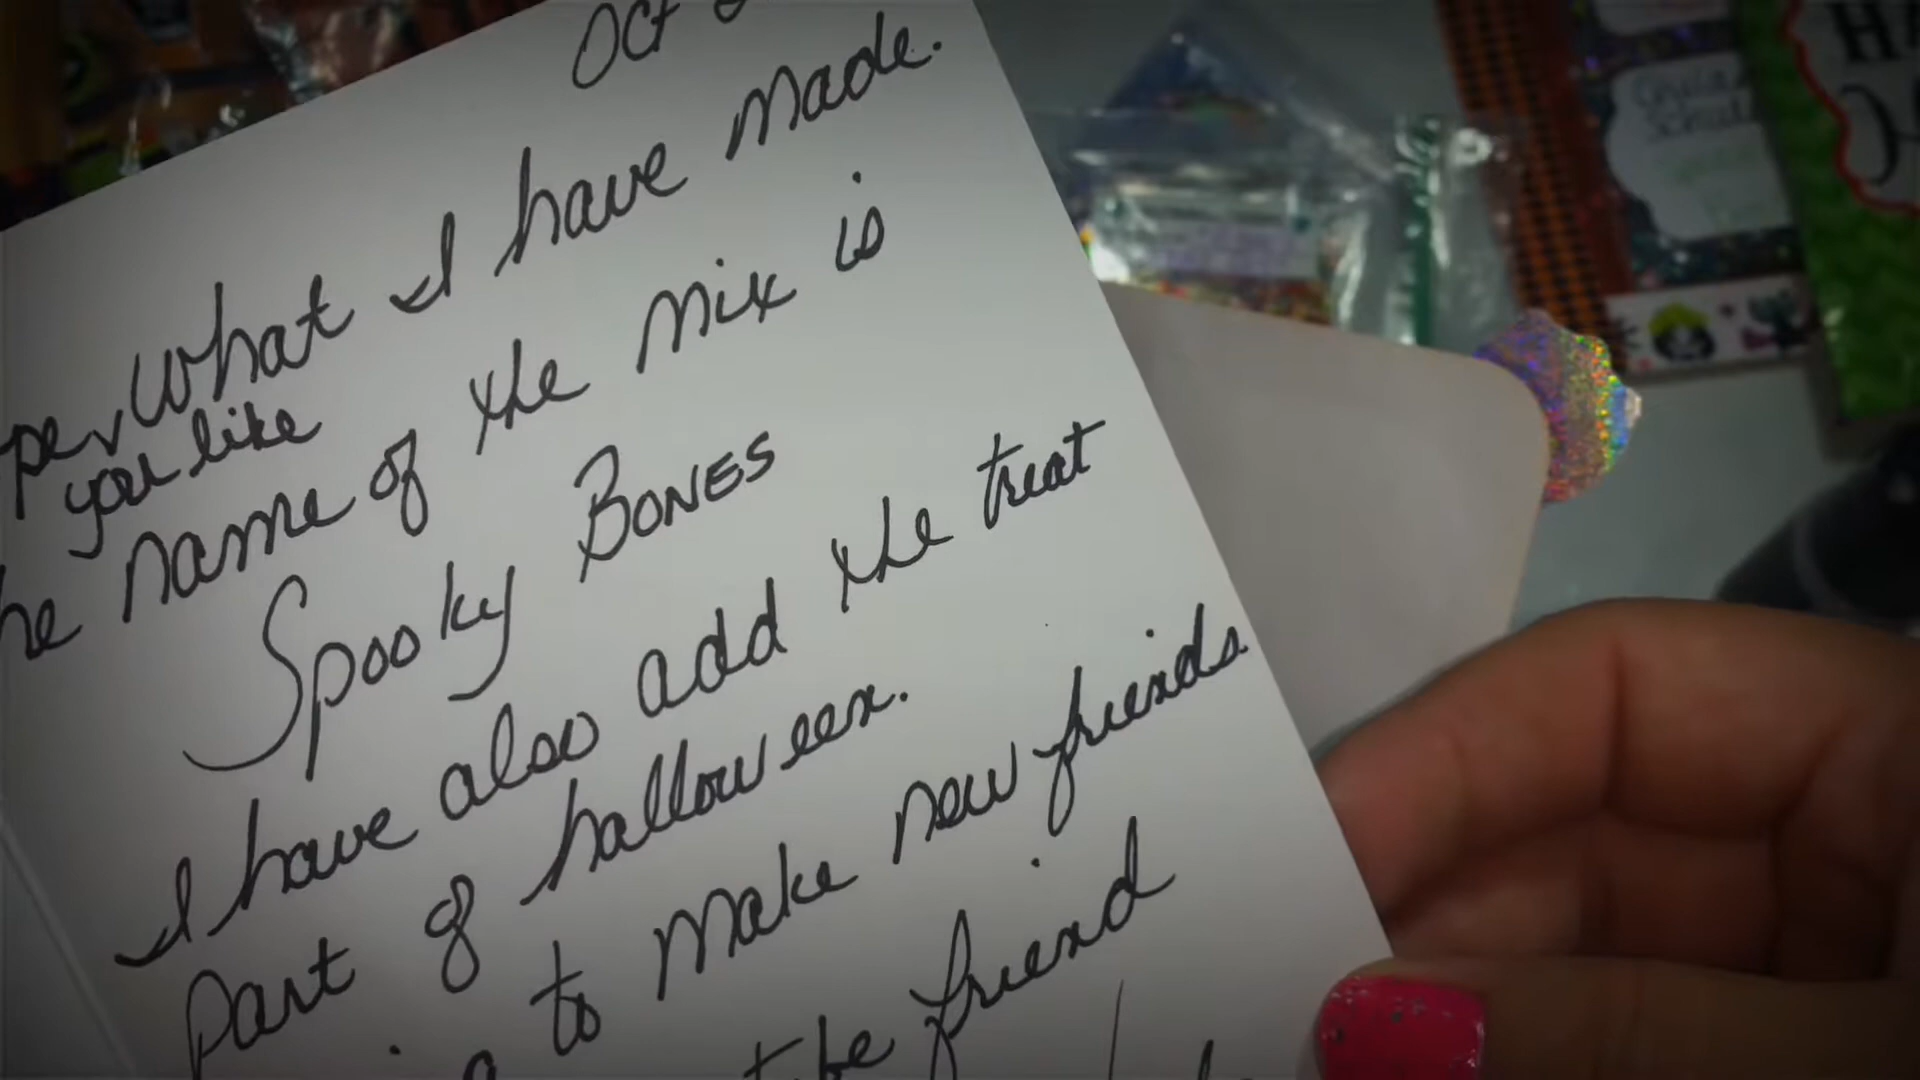 Oct
What I have made.
you like
name of the Mix is
Spooky BONES
I have also add the treat
part of halloween.
to Make new friends
the friend
HA